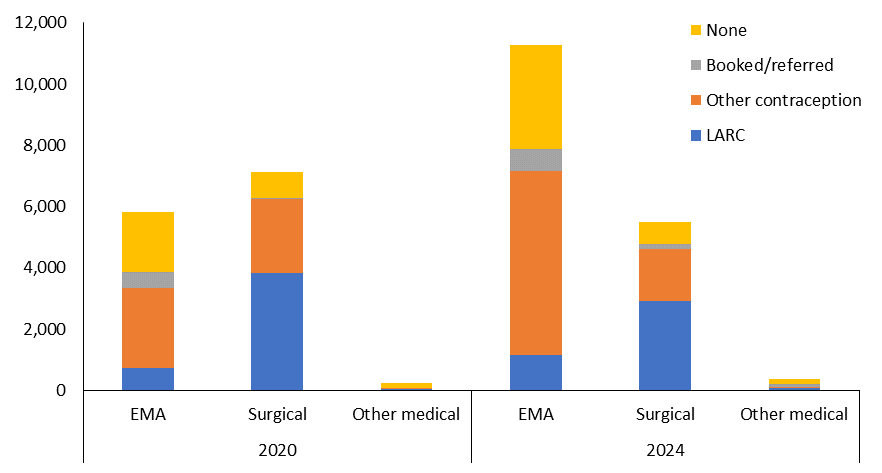 12,000
10,000
8,000
6,000
4,000
2,000
0
None
Booked/referred
Other contraception
LARC
EMA Surgical Other medical EMA Surgical Other medical
2020 2024